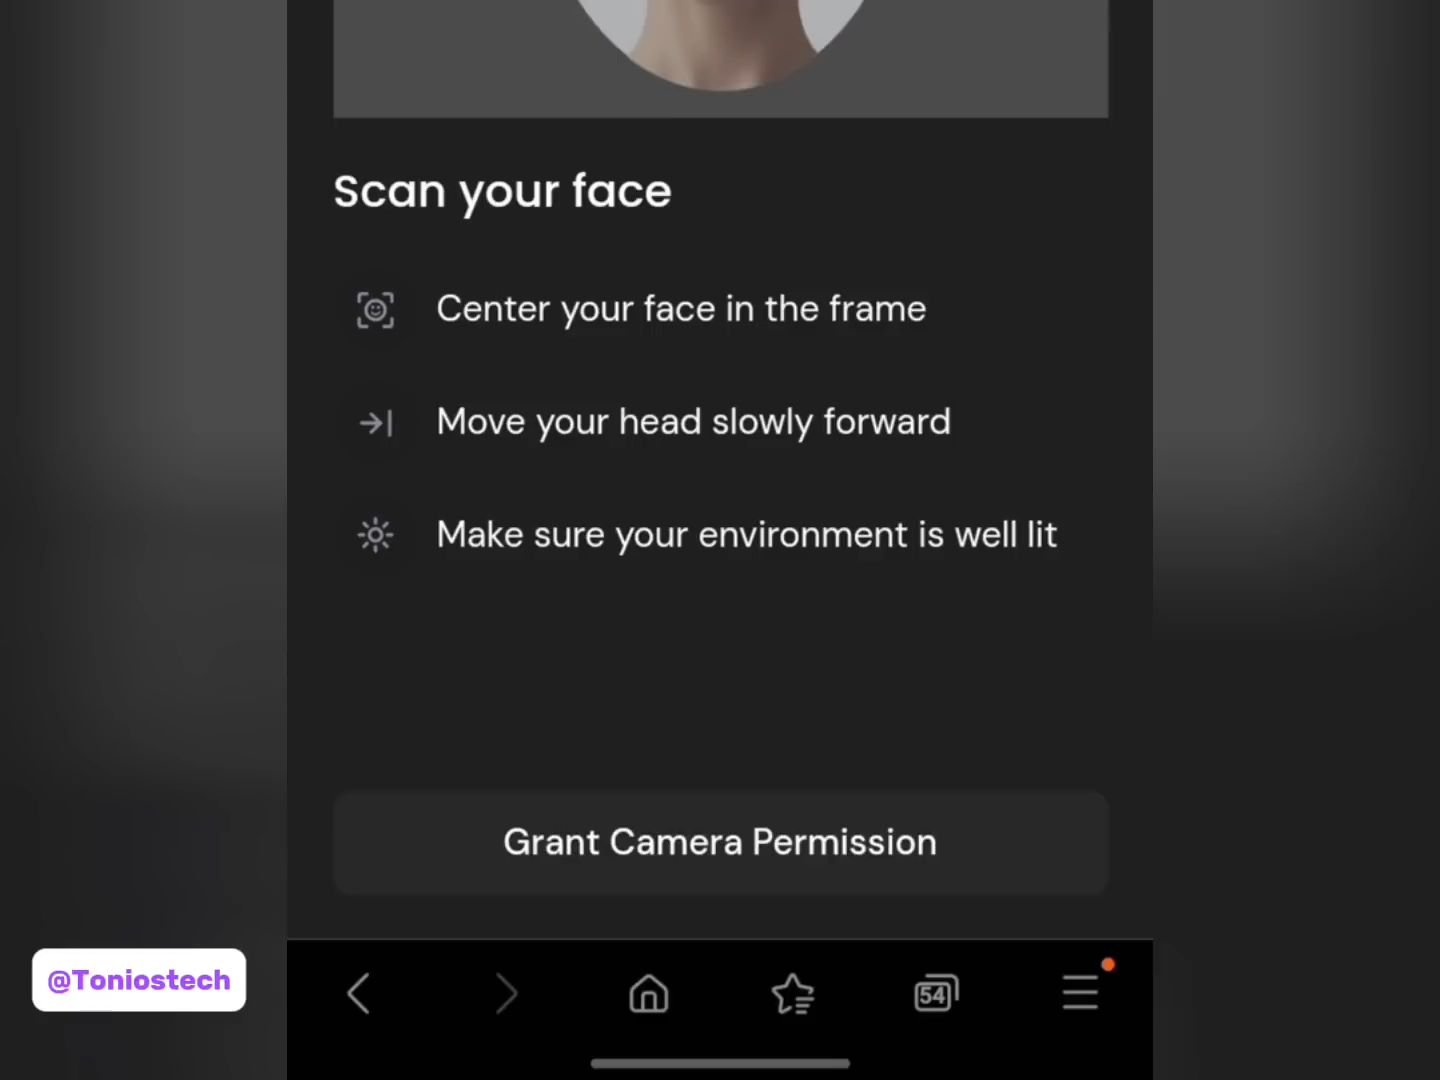 Scan your face
Center your face in the frame
Move your head slowly forward
Make sure your environment is well lit
Grant Camera Permission
@Toniostech
54